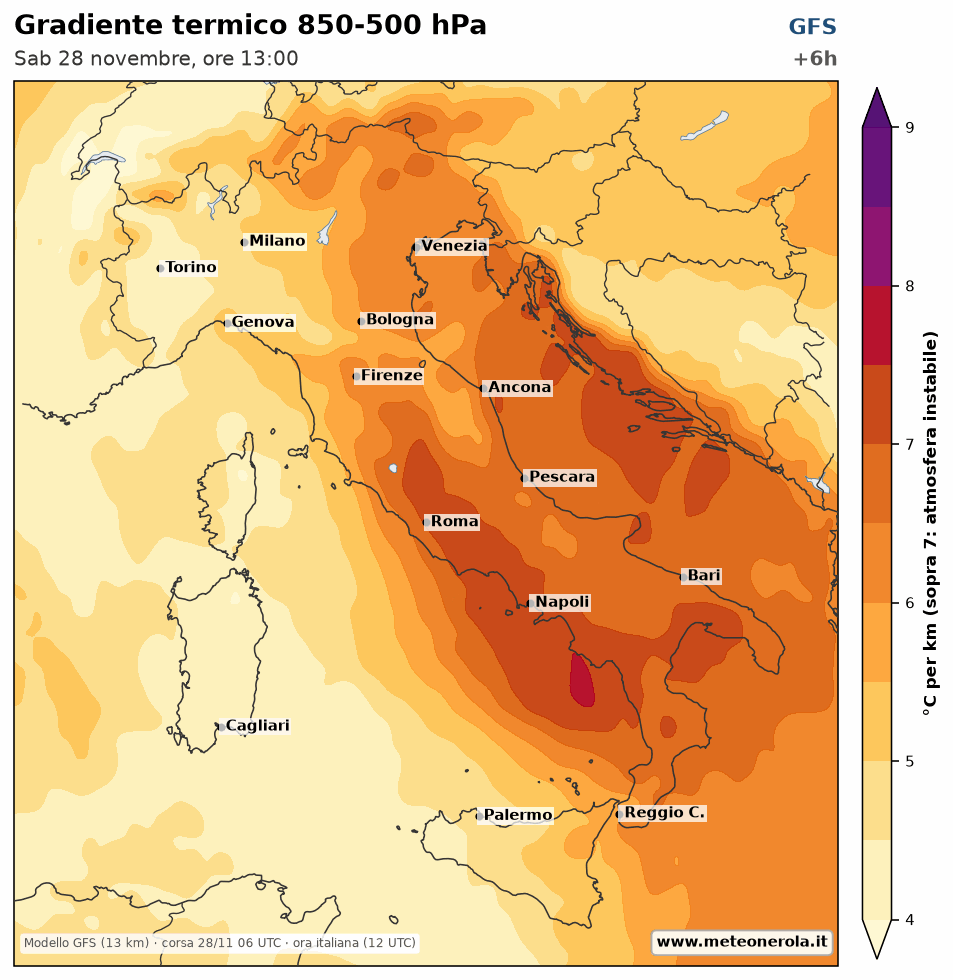 Gradiente termico 850-500 hPa
GFS
Sab 28 novembre, ore 13:00
+6h
Milano
Venezia
Torino
Genova
Bologna
Firenze
Ancona
Pescara
Roma
Bari
Napoli
Cagliari
Palermo
Reggio C.
9
8
7
6
5
4
°C per km (sopra 7: atmosfera instabile)
Modello GFS (13 km) · corsa 28/11 06 UTC · ora italiana (12 UTC)
www.meteonerola.it